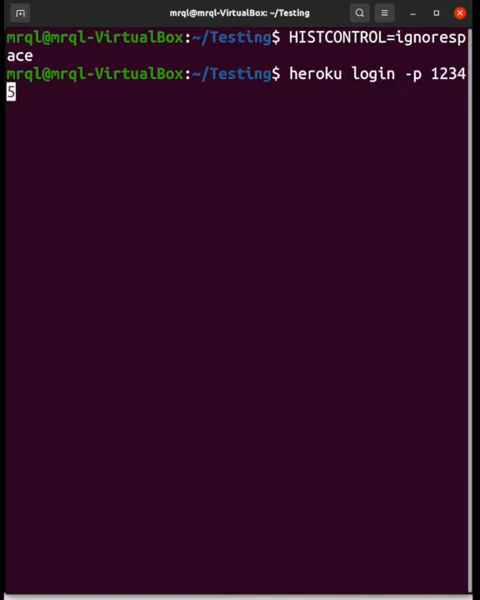 mrql@mrql-VirtualBox: ~/Testing
mrql@mrql-VirtualBox:~/Testing$ HISTCONTROL=ignoresp
ace
mrql@mrql-VirtualBox:~/Testing$ heroku login -p 1234
5